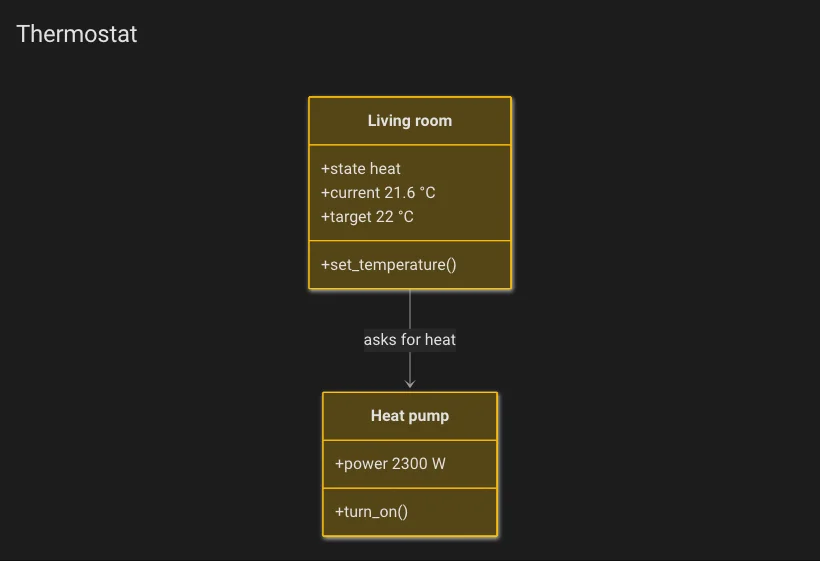 Thermostat
Living room
+state heat
+current 21.6 °C
+target 22 °C
+set_temperature()
asks for heat
Heat pump
+power 2300 W
+turn_on()